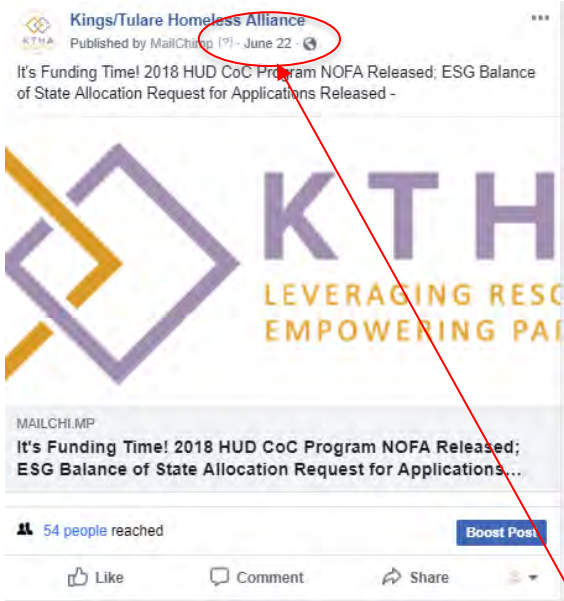 Kings/Tulare Homeless Alliance
KTHA
Published by MailChimp [?] · June 22 ·
It's Funding Time! 2018 HUD CoC Program NOFA Released; ESG Balance
of State Allocation Request for Applications Released -
KTH
LEVERAGING RESC
EMPOWERING PAR
MAILCHI.MP
It's Funding Time! 2018 HUD CoC Program NOFA Released;
ESG Balance of State Allocation Request for Applications...
54 people reached
Boost Post
Like Comment Share